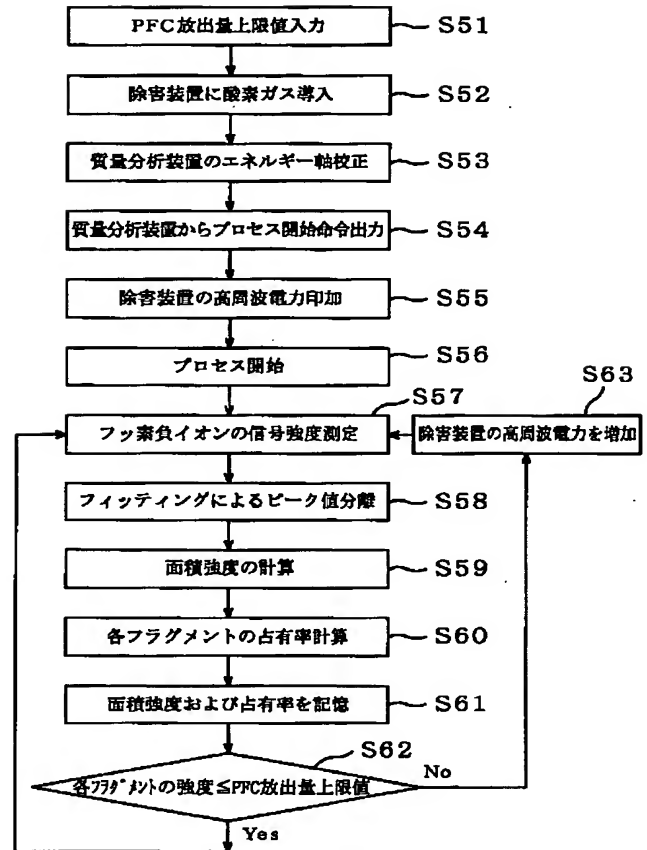 PFC放出量上限値入力 S51
除害装置に酸素ガス導入 S52
質量分析装置のエネルギー軸校正 S53
質量分析装置からプロセス開始命令出力 S54
除害装置の高周波電力印加 S55
プロセス開始 S56
フッ素負イオンの信号強度測定 S57
除害装置の高周波電力を増加 S63
フィッティングによるピーク値分離 S58
面積強度の計算 S59
各フラグメントの占有率計算 S60
面積強度および占有率を記憶 S61
各フラグメントの強度≦PFC放出量上限値 S62
No
Yes